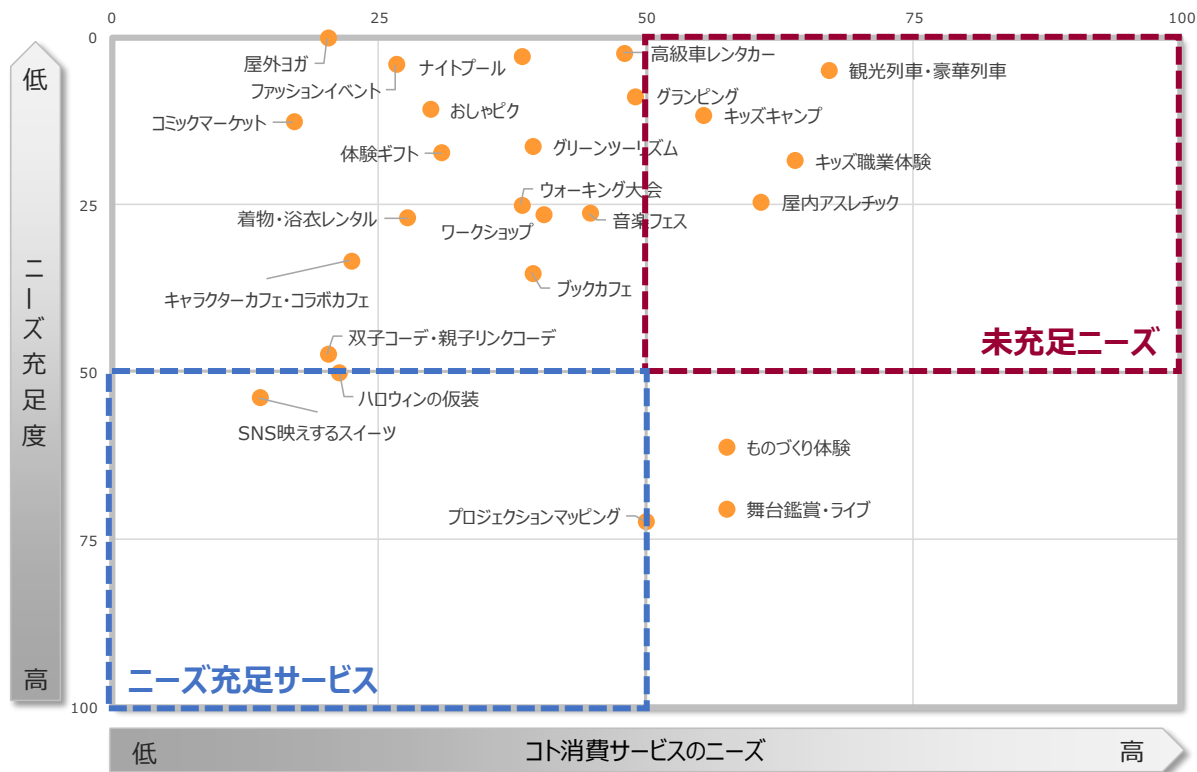 0
25
50
75
100
0
25
50
75
100
低
ニーズ充足度
高
屋外ヨガ
ナイトプール
高級車レンタカー
観光列車・豪華列車
ファッションイベント
グランピング
コミックマーケット
おしゃピク
キッズキャンプ
体験ギフト
グリーンツーリズム
キッズ職業体験
ウォーキング大会
屋内アスレチック
着物・浴衣レンタル
ワークショップ
音楽フェス
キャラクターカフェ・コラボカフェ
ブックカフェ
双子コーデ・親子リンクコーデ
未充足ニーズ
ハロウィンの仮装
SNS映えするスイーツ
ものづくり体験
プロジェクションマッピング
舞台鑑賞・ライブ
ニーズ充足サービス
低
コト消費サービスのニーズ
高